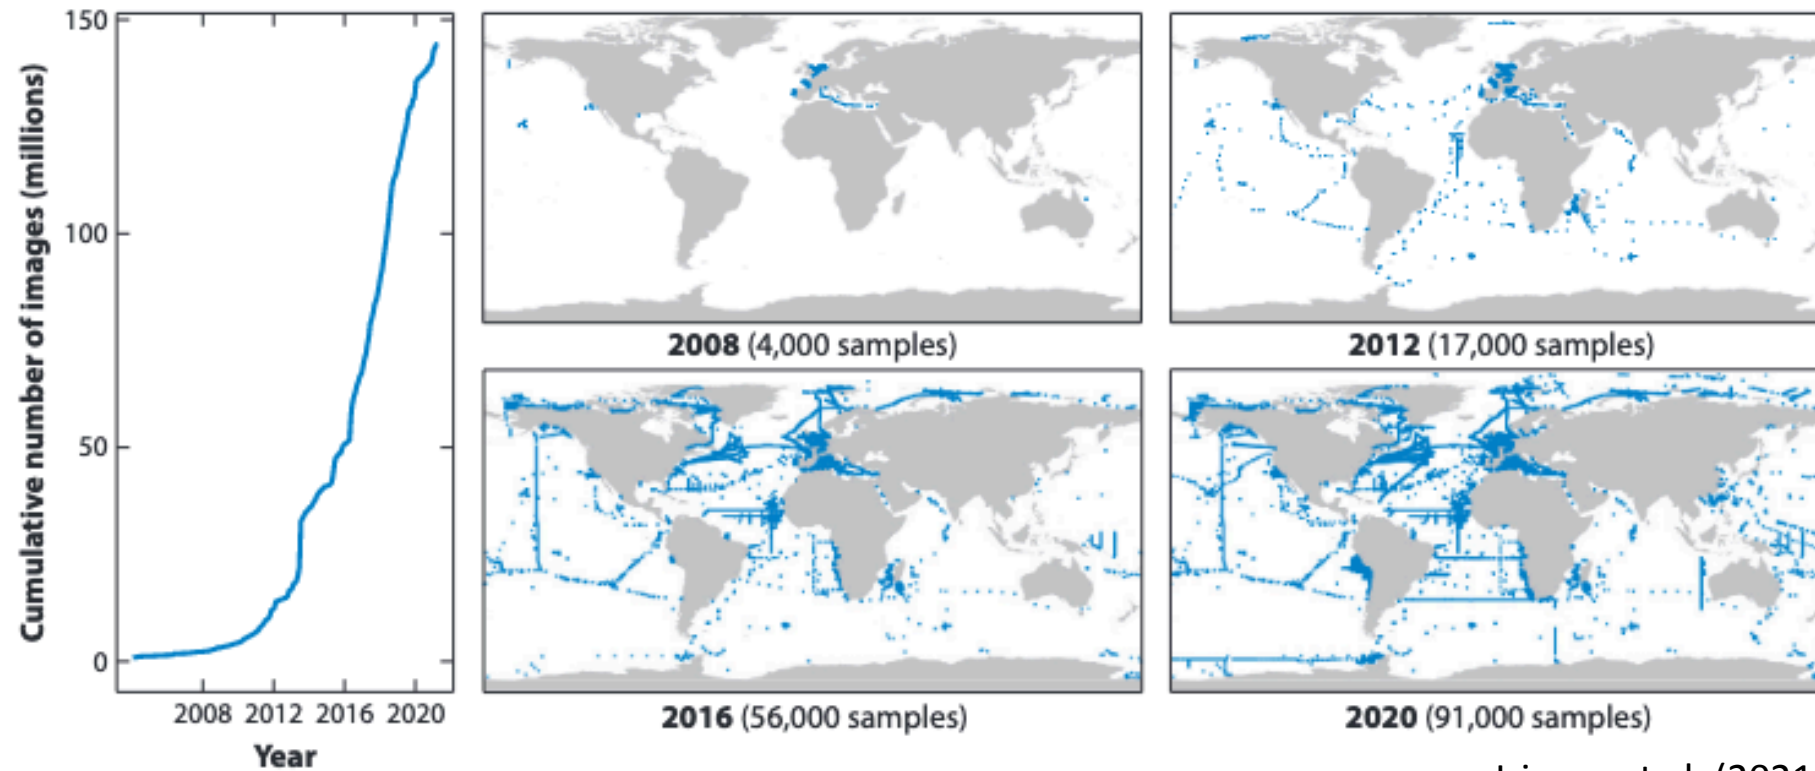 Cumulative number of images (millions)
150
100
50
0
2008 2012 2016 2020
Year
2008 (4,000 samples)
2012 (17,000 samples)
2016 (56,000 samples)
2020 (91,000 samples)